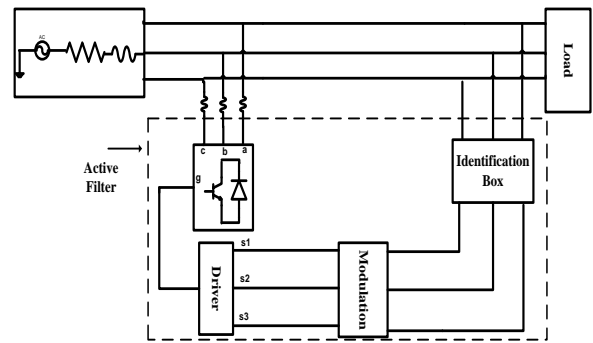 AC
Load
c b a
g
Active
Filter
Identification
Box
Driver
s1
s2
s3
Modulation